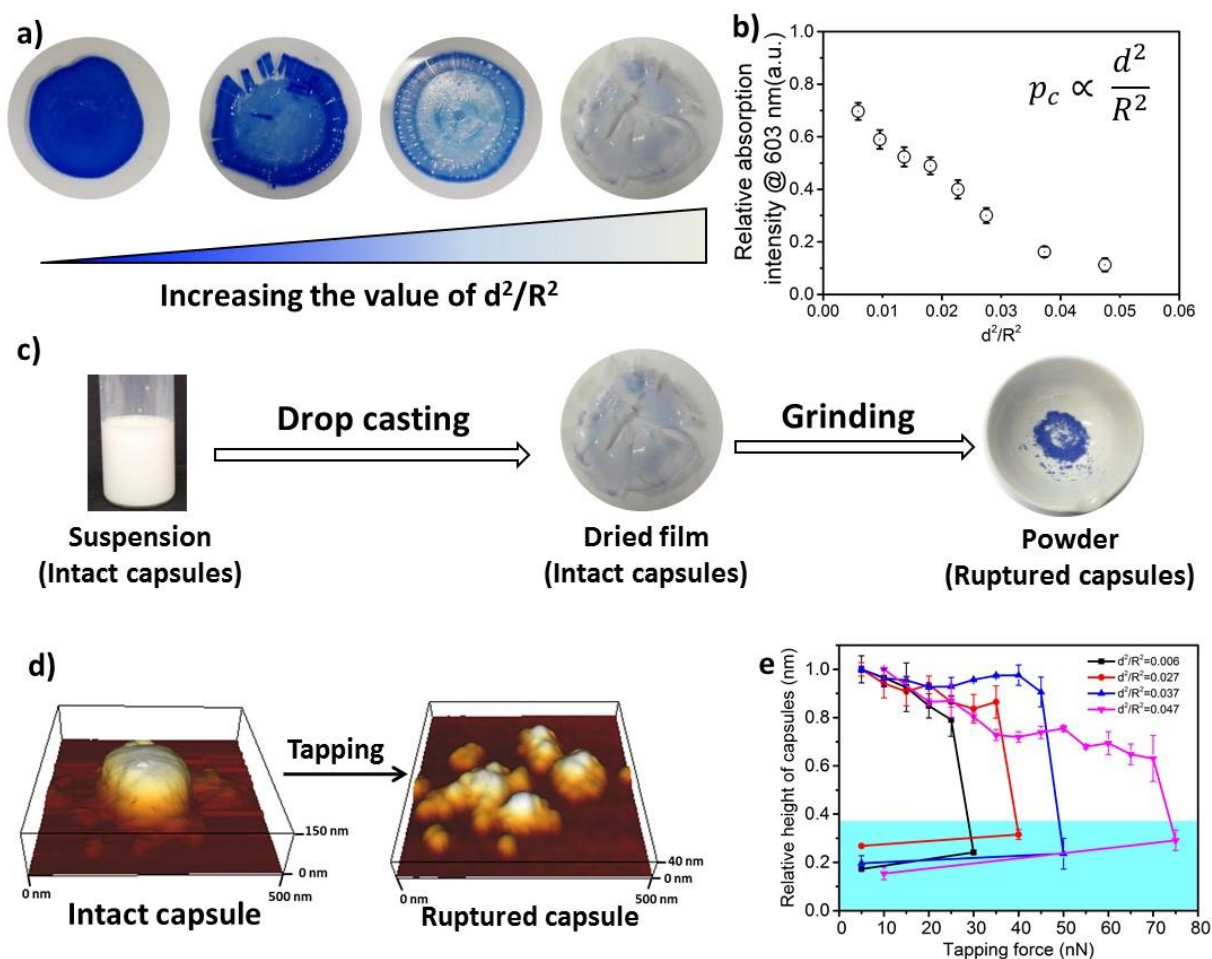 a)
Increasing the value of d²/R²
b)
Relative absorption
intensity @ 603 nm(a.u.)
1.0
0.8
0.6
0.4
0.2
0.0
p_c ∝ d²/R²
0.00 0.01 0.02 0.03 0.04 0.05 0.06
d²/R²
c)
Drop casting
Grinding
Suspension
(Intact capsules)
Dried film
(Intact capsules)
Powder
(Ruptured capsules)
d)
Tapping
150 nm
0 nm
0 nm
500 nm
Intact capsule
40 nm
0 nm
0 nm
500 nm
Ruptured capsule
e
Relative height of capsules (nm)
1.0
0.8
0.6
0.4
0.2
0.0
d²/R²=0.006
d²/R²=0.027
d²/R²=0.037
d²/R²=0.047
0 10 20 30 40 50 60 70 80
Tapping force (nN)